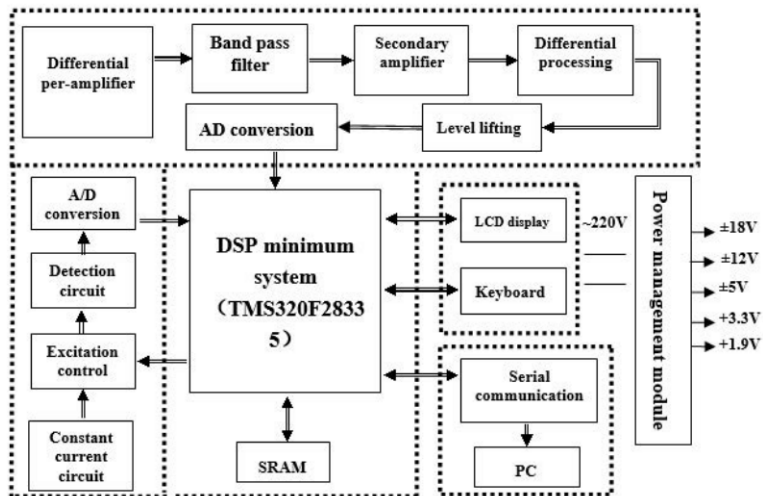 Differential
per-amplifier
Band pass
filter
Secondary
amplifier
Differential
processing
AD conversion
Level lifting
A/D
conversion
Detection
circuit
Excitation
control
Constant
current
circuit
DSP minimum
system
（TMS320F2833
5）
SRAM
LCD display
Keyboard
Serial
communication
PC
~220V
Power management module
±18V
±12V
±5V
+3.3V
+1.9V